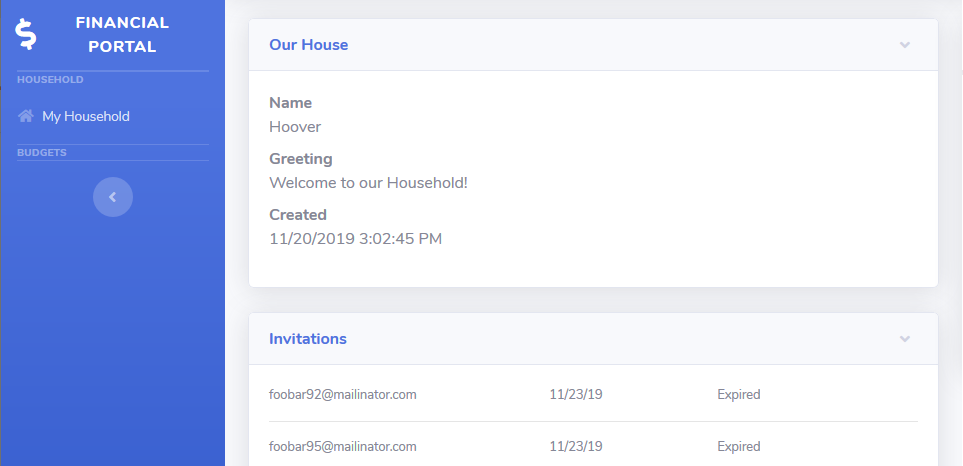 FINANCIAL
PORTAL
HOUSEHOLD
My Household
BUDGETS
Our House
Name
Hoover
Greeting
Welcome to our Household!
Created
11/20/2019 3:02:45 PM
Invitations
foobar92@mailinator.com 11/23/19 Expired
foobar95@mailinator.com 11/23/19 Expired